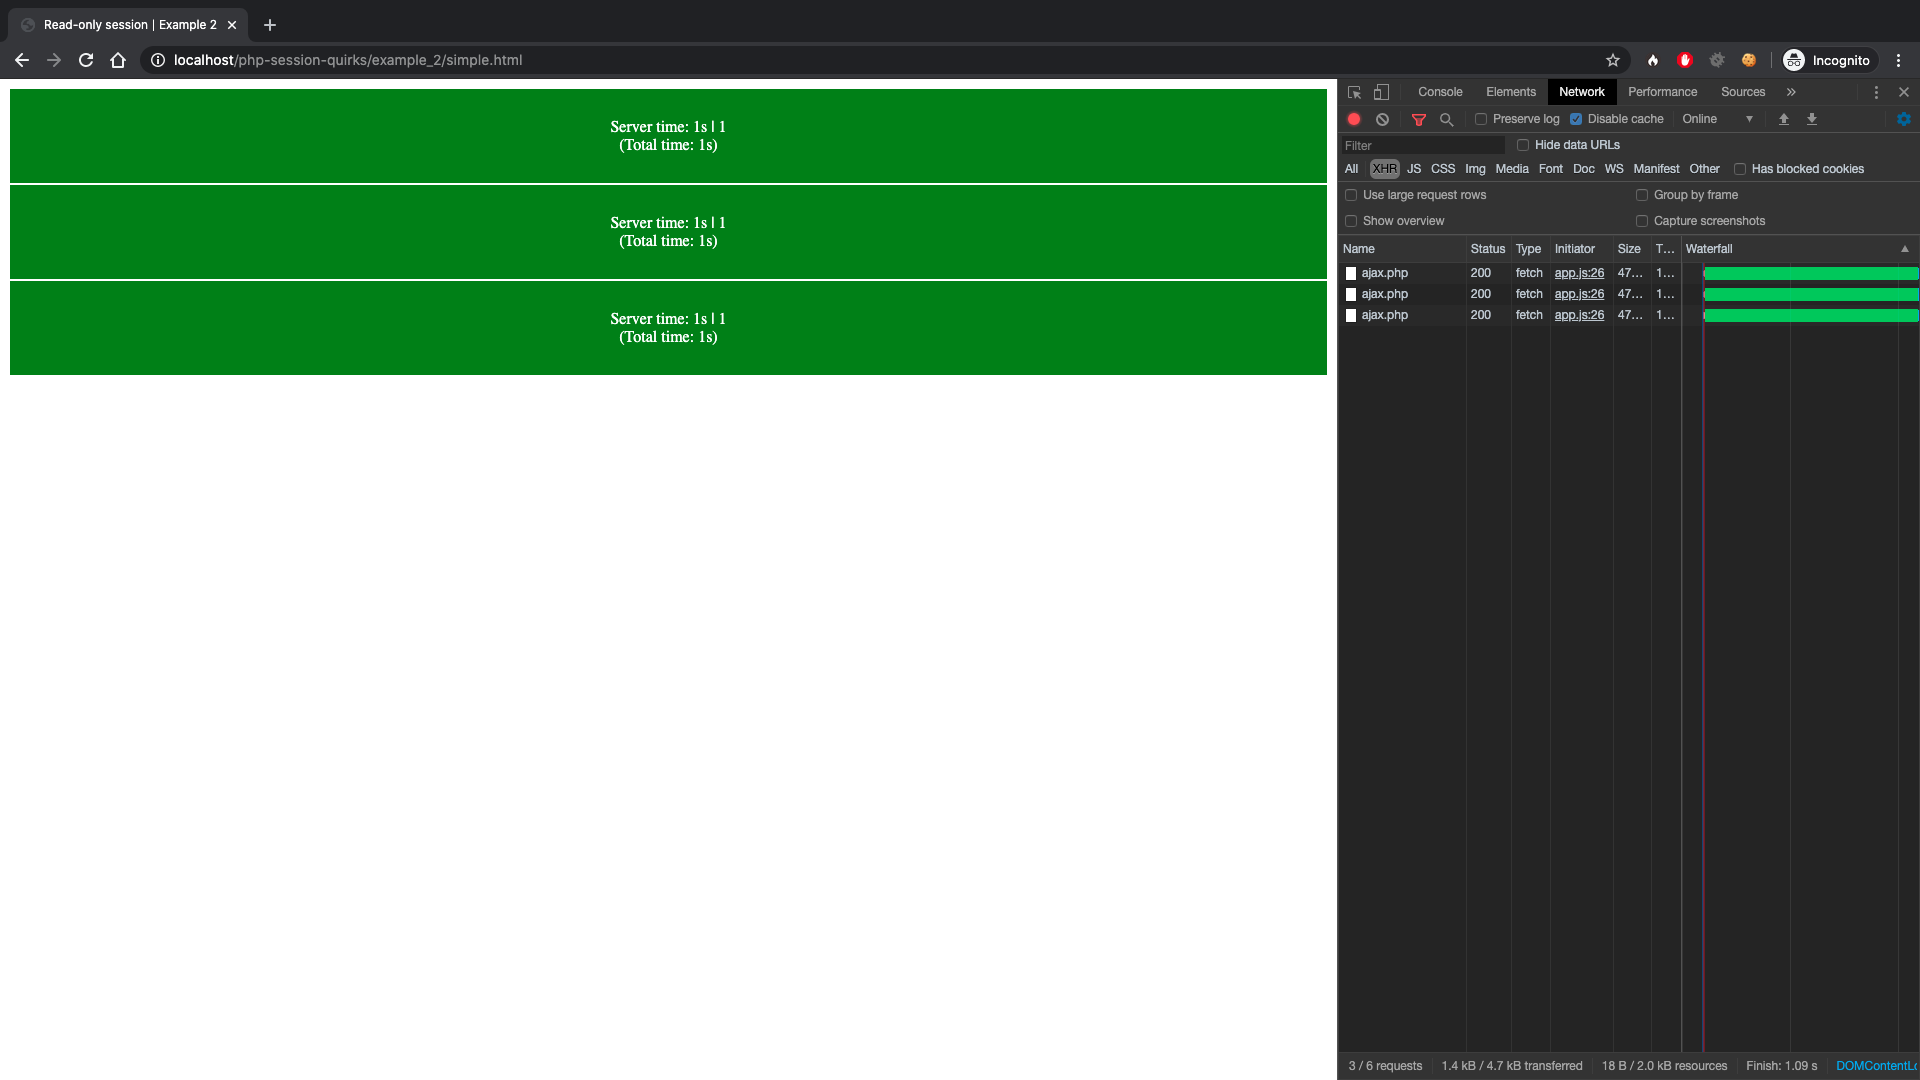 Read-only session | Example 2
localhost/php-session-quirks/example_2/simple.html
Incognito
Server time: 1s | 1
(Total time: 1s)
Server time: 1s | 1
(Total time: 1s)
Server time: 1s | 1
(Total time: 1s)
Console Elements Network Performance Sources »
Preserve log Disable cache Online
Filter Hide data URLs
All XHR JS CSS Img Media Font Doc WS Manifest Other Has blocked cookies
Use large request rows Group by frame
Show overview Capture screenshots
Name Status Type Initiator Size T... Waterfall
ajax.php 200 fetch app.js:26 47... 1...
ajax.php 200 fetch app.js:26 47... 1...
ajax.php 200 fetch app.js:26 47... 1...
3 / 6 requests 1.4 kB / 4.7 kB transferred 18 B / 2.0 kB resources Finish: 1.09 s DOMContentLo